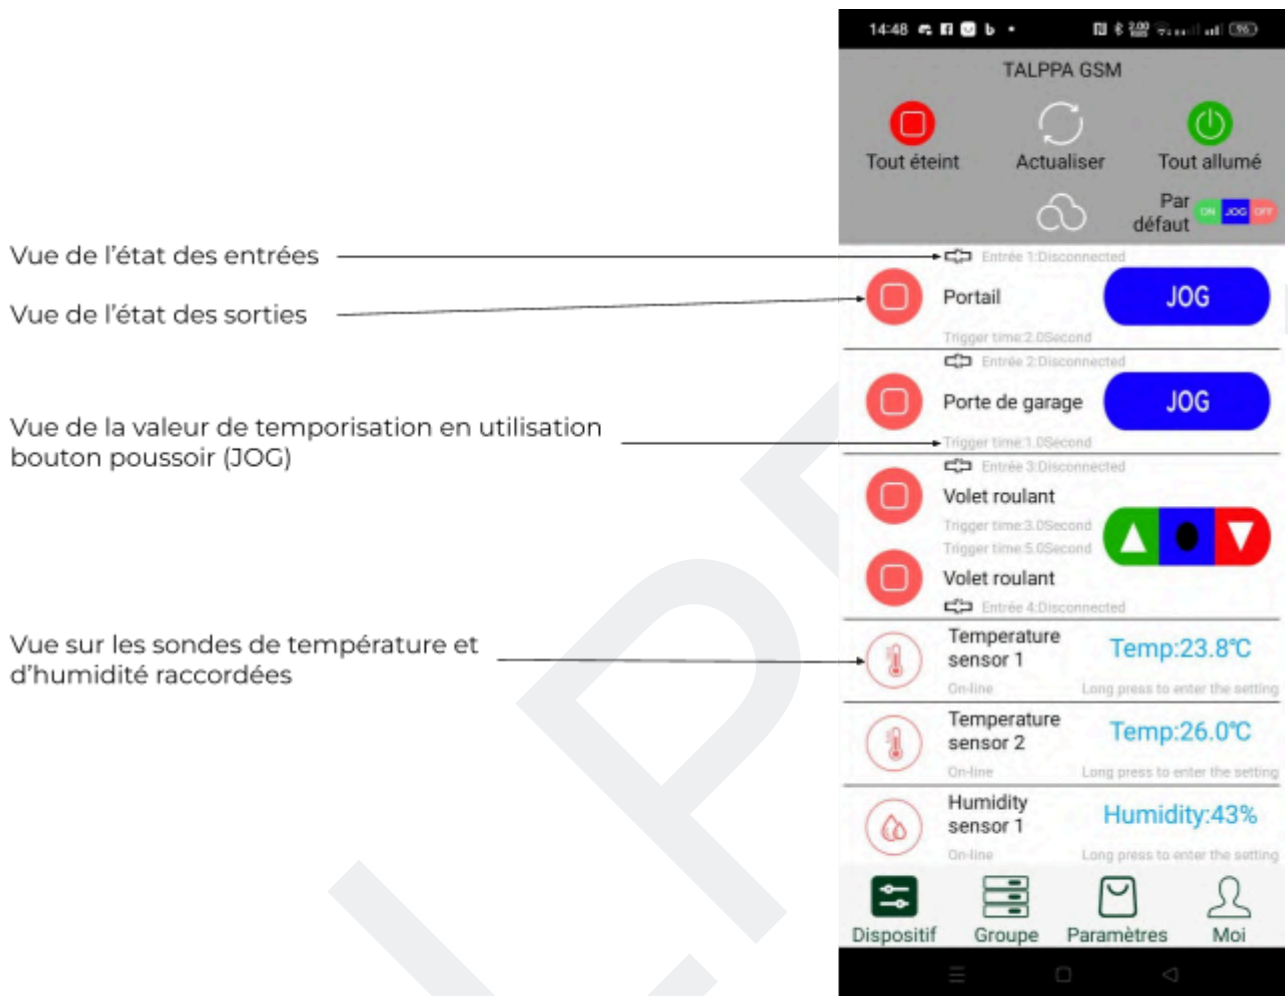 14:48
2.00
96
TALPPA GSM
Tout éteint
Actualiser
Tout allumé
Par
défaut
ON JOG OFF
Vue de l'état des entrées
Entrée 1:Disconnected
Vue de l'état des sorties
Portail
JOG
Trigger time:2.0Second
Entrée 2:Disconnected
Porte de garage
JOG
Vue de la valeur de temporisation en utilisation
bouton poussoir (JOG)
Trigger time:1.0Second
Entrée 3:Disconnected
Volet roulant
Trigger time:3.0Second
Trigger time:5.0Second
Volet roulant
Entrée 4:Disconnected
Vue sur les sondes de température et
d'humidité raccordées
Temperature
sensor 1
Temp:23.8°C
On-line
Long press to enter the setting
Temperature
sensor 2
Temp:26.0°C
On-line
Long press to enter the setting
Humidity
sensor 1
Humidity:43%
On-line
Long press to enter the setting
Dispositif
Groupe
Paramètres
Moi